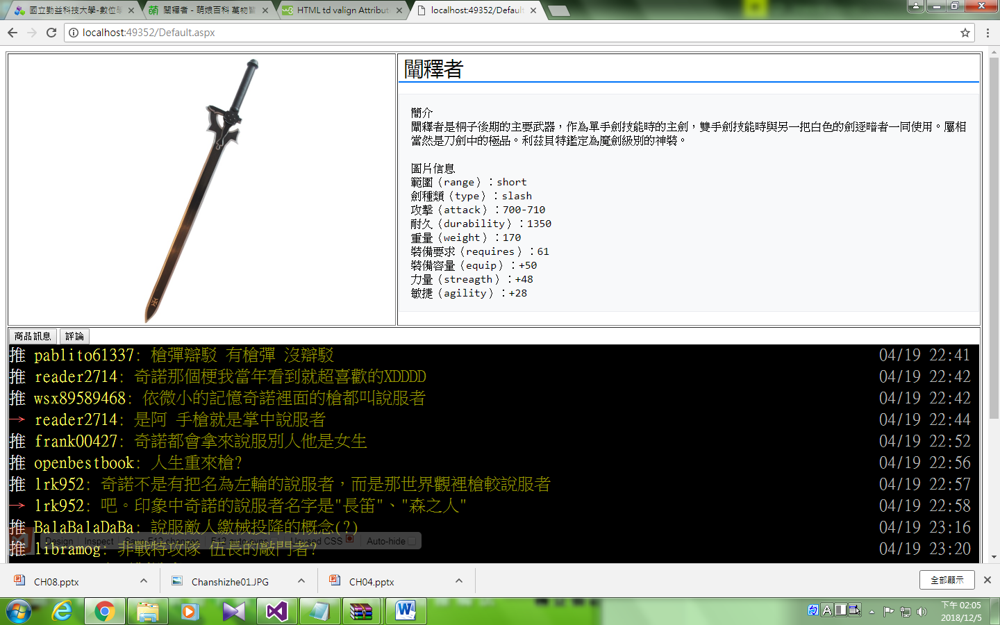 國立勤益科技大學-數位學
闡釋者 - 萌娘百科 萬物皆
HTML td valign Attribut
localhost:49352/Defaul
localhost:49352/Default.aspx
闡釋者
簡介
闡釋者是桐子後期的主要武器，作為單手劍技能時的主劍，雙手劍技能時與另一把白色的劍逐暗者一同使用。屬相
當然是刀劍中的極品。利茲貝特鑑定為魔劍級別的神裝。
圖片信息
範圍（range）：short
劍種類（type）：slash
攻擊（attack）：700-710
耐久（durability）：1350
重量（weight）：170
裝備要求（requires）：61
裝備容量（equip）：+50
力量（streagth）：+48
敏捷（agility）：+28
商品訊息 評論
推 pablito61337: 槍彈辯駁 有槍彈 沒辯駁 04/19 22:41
推 reader2714: 奇諾那個梗我當年看到就超喜歡的XDDDD 04/19 22:42
推 wsx89589468: 依微小的記憶奇諾裡面的槍都叫說服者 04/19 22:42
→ reader2714: 是阿 手槍就是掌中說服者 04/19 22:44
推 frank00427: 奇諾都會拿來說服別人他是女生 04/19 22:52
推 openbestbook: 人生重來槍? 04/19 22:56
推 lrk952: 奇諾不是有把名為左輪的說服者，而是那世界觀裡槍較說服者 04/19 22:57
→ lrk952: 吧。印象中奇諾的說服者名字是"長笛"、"森之人" 04/19 22:58
推 BalaBalaDaBa: 說服敵人繳械投降的概念(?) 04/19 23:16
Design Inspect Save F12 changes F12 auto-sync Unused CSS Auto-hide
推 libramog: 非戰特攻隊 伍長的敲門者? 04/19 23:20
CH08.pptx Chanshizhe01.JPG CH04.pptx 全部顯示
下午 02:05
2018/12/5